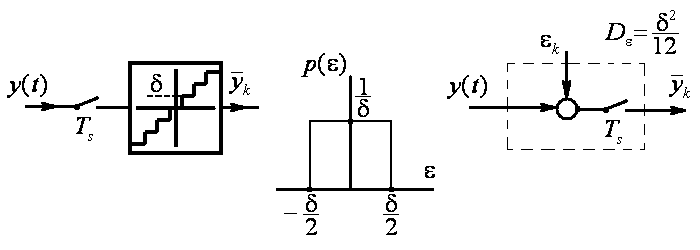 y(t)
T_s
δ
ȳ_k
p(ε)
1/δ
ε
−δ/2
δ/2
y(t)
ε_k
D_ε = δ²/12
T_s
ȳ_k